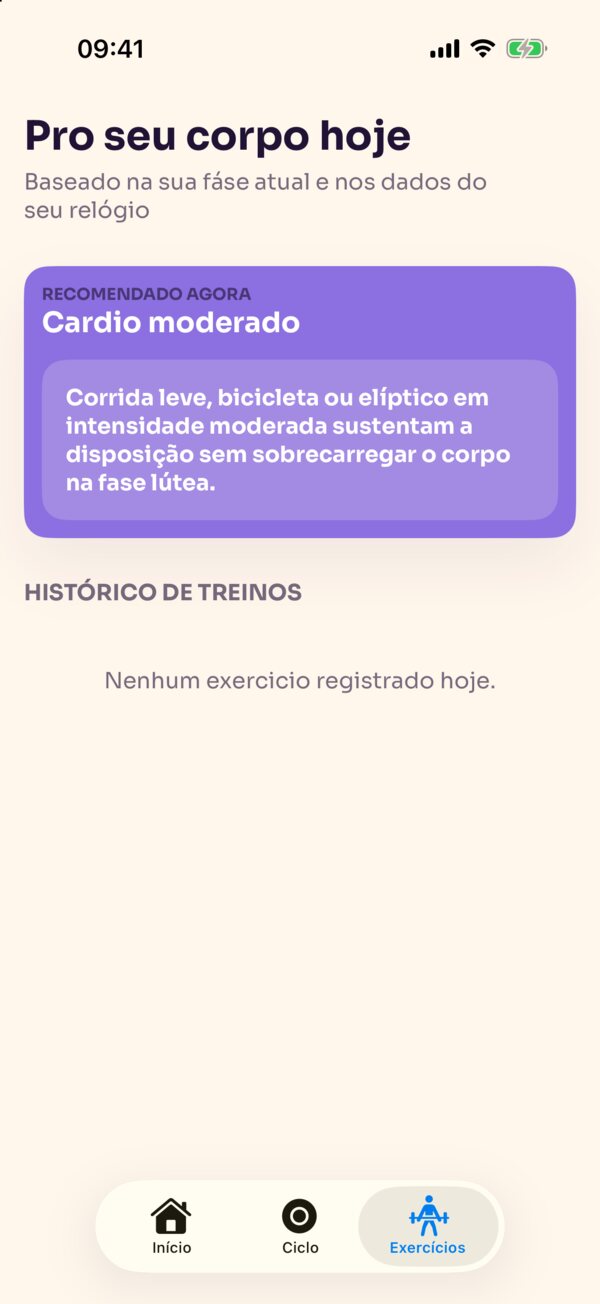 09:41
Pro seu corpo hoje
Baseado na sua fáse atual e nos dados do
seu relógio
RECOMENDADO AGORA
Cardio moderado
Corrida leve, bicicleta ou elíptico em
intensidade moderada sustentam a
disposição sem sobrecarregar o corpo
na fase lútea.
HISTÓRICO DE TREINOS
Nenhum exercicio registrado hoje.
Início
Ciclo
Exercícios